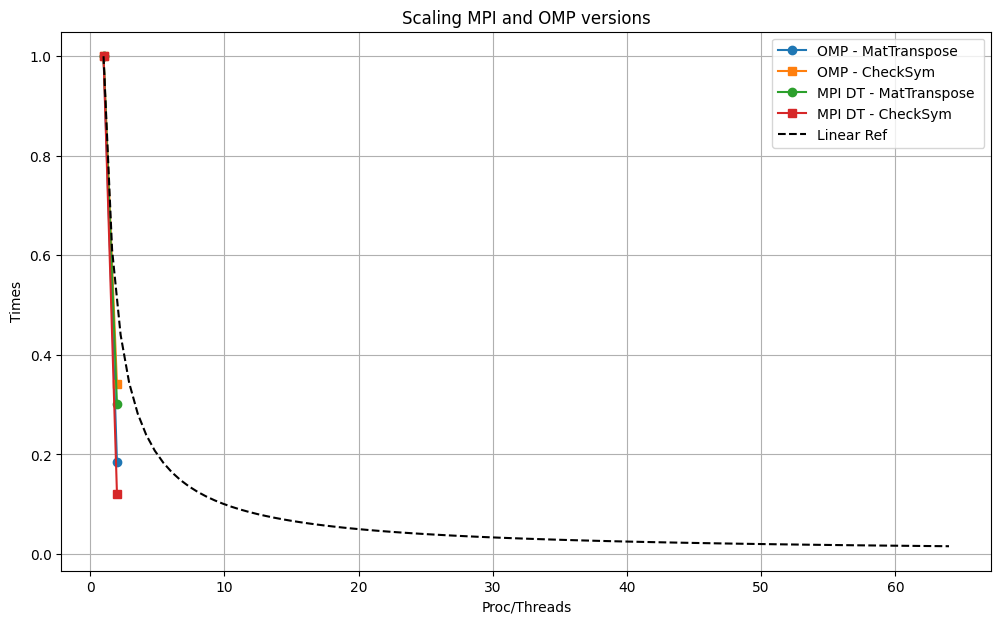 Scaling MPI and OMP versions
OMP - MatTranspose
OMP - CheckSym
MPI DT - MatTranspose
MPI DT - CheckSym
Linear Ref
1.0
0.8
0.6
0.4
0.2
0.0
Times
0 10 20 30 40 50 60
Proc/Threads